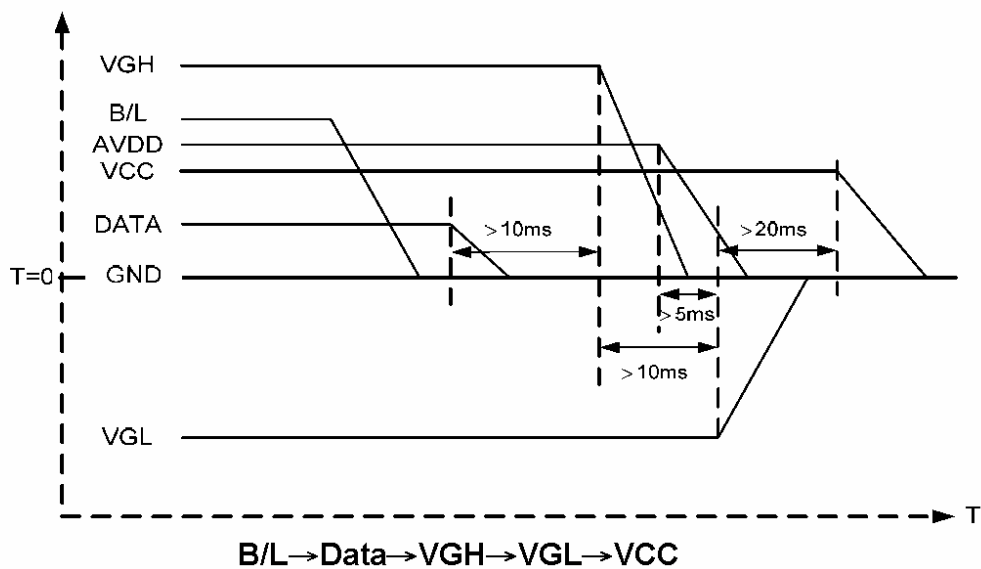 VGH
B/L
AVDD
VCC
DATA
>10ms
>20ms
T=0
GND
>5ms
>10ms
VGL
T
B/L→Data→VGH→VGL→VCC